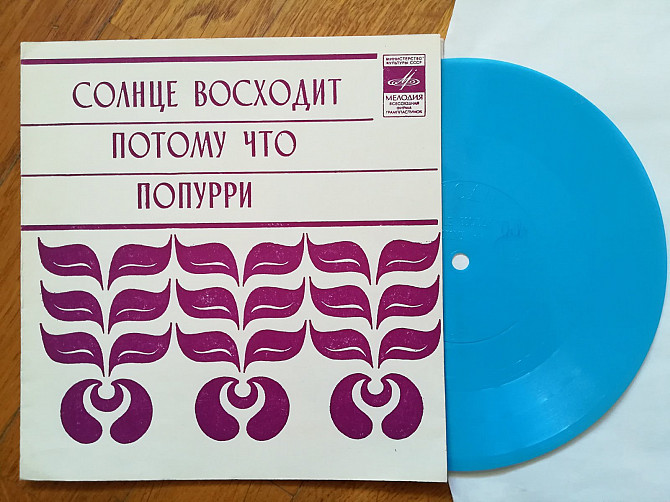 СОЛНЦЕ ВОСХОДИТ
ПОТОМУ ЧТО
ПОПУРРИ
МИНИСТЕРСТВО
КУЛЬТУРЫ СССР
МЕЛОДИЯ
ВСЕСОЮЗНАЯ
ФИРМА
ГРАМПЛАСТИНОК